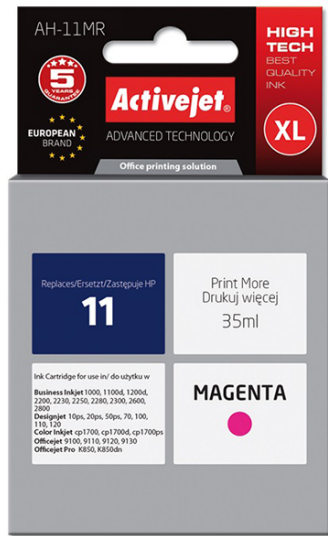 AH-11MR
HIGH
TECH
BEST
QUALITY
INK
5
YEARS
GUARANTEE
Activejet®
EUROPEAN
BRAND
ADVANCED TECHNOLOGY
XL
Office printing solution
Replaces/Ersetzt/Zastępuje HP
11
Print More
Drukuj więcej
35ml
Ink Cartridge for use in/ do użytku w
Business Inkjet 1000, 1100d, 1200d,
2200, 2230, 2250, 2280, 2300, 2600,
2800
Designjet 10ps, 20ps, 50ps, 70, 100,
110, 120
Color Inkjet cp1700, cp1700d, cp1700ps
Officejet 9100, 9110, 9120, 9130
Officejet Pro K850, K850dn
MAGENTA